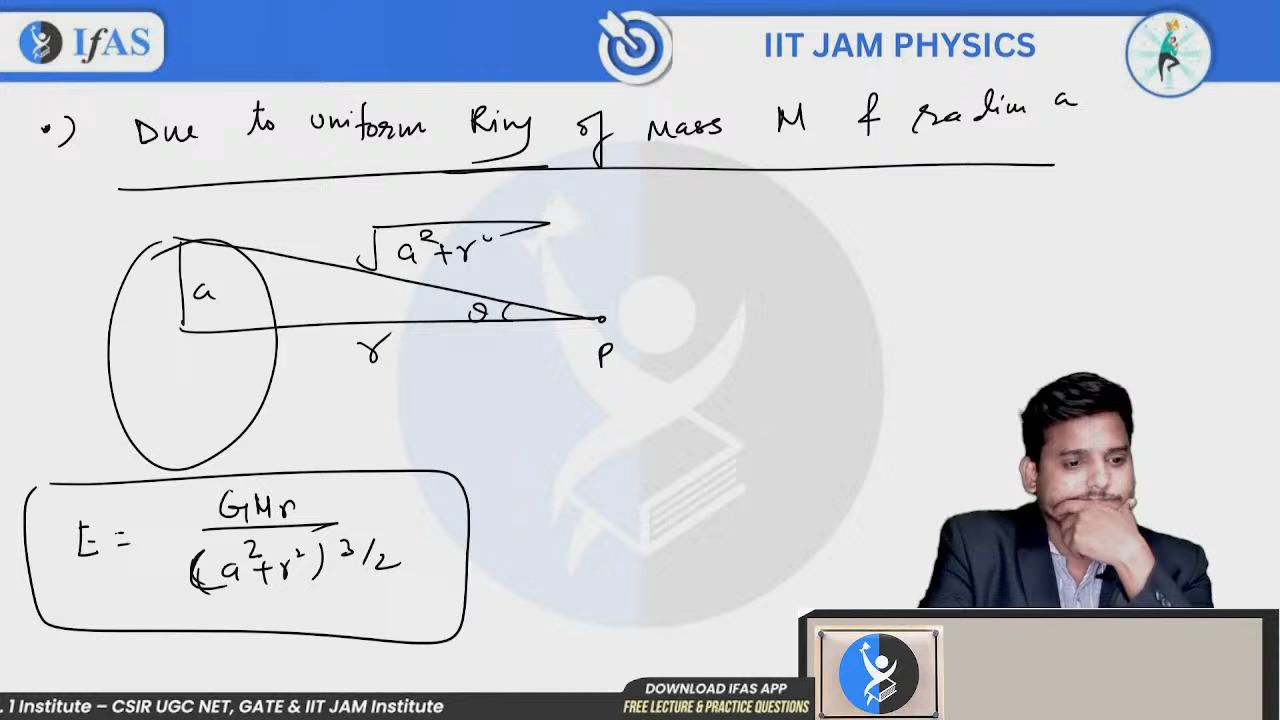 IfAS
IIT JAM PHYSICS
•) Due to uniform Ring of Mass M & radius a
√a²+r²
a
θ
r
P
E = GMr / (a²+r²)^3/2
DOWNLOAD IFAS APP
FREE LECTURE & PRACTICE QUESTIONS
. 1 Institute – CSIR UGC NET, GATE & IIT JAM Institute